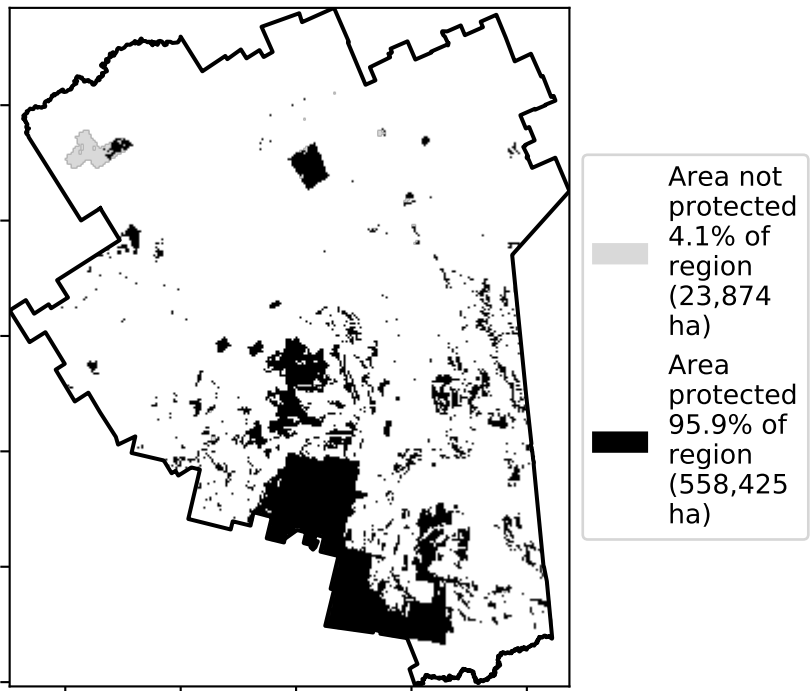 Area not
protected
4.1% of
region
(23,874
ha)
Area
protected
95.9% of
region
(558,425
ha)